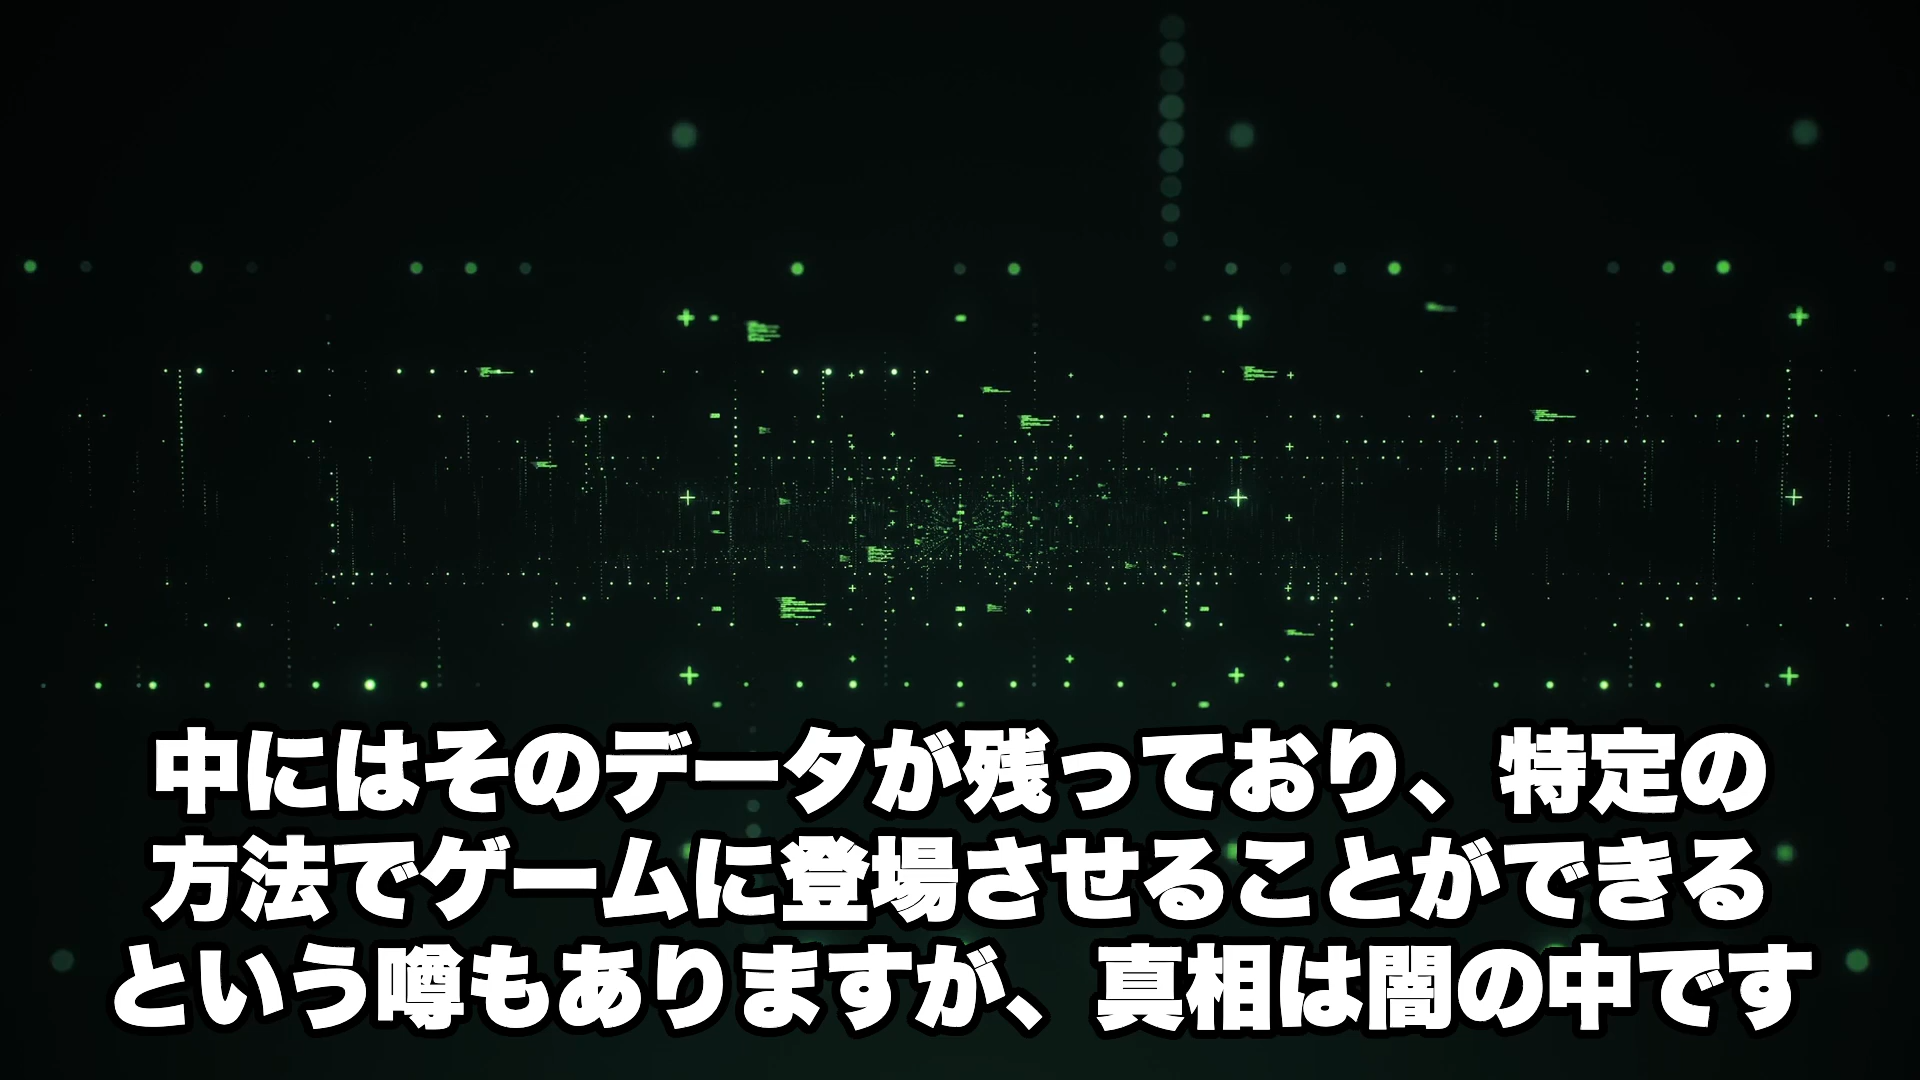 中にはそのデータが残っており、特定の
方法でゲームに登場させることができる
という噂もありますが、真相は闇の中です